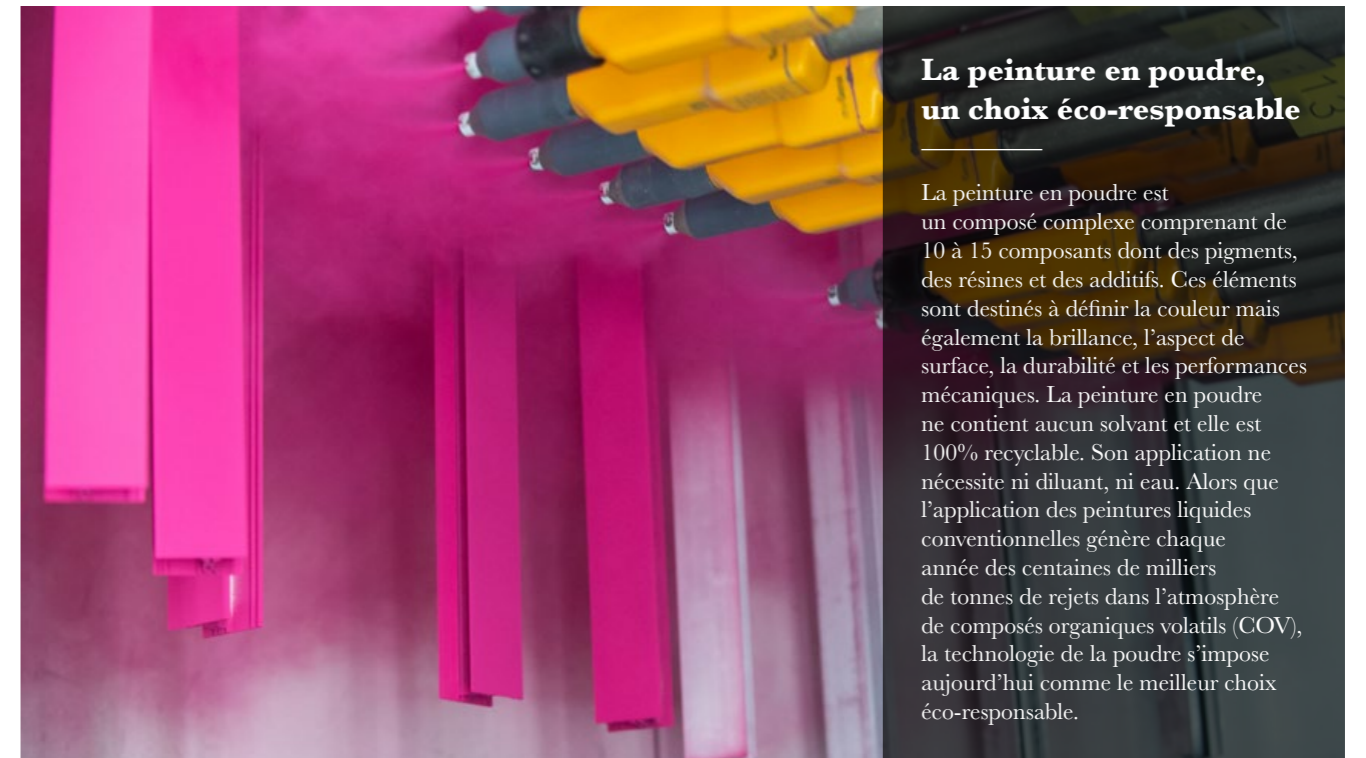 La peinture en poudre,
un choix éco-responsable
La peinture en poudre est
un composé complexe comprenant de
10 à 15 composants dont des pigments,
des résines et des additifs. Ces éléments
sont destinés à définir la couleur mais
également la brillance, l’aspect de
surface, la durabilité et les performances
mécaniques. La peinture en poudre
ne contient aucun solvant et elle est
100% recyclable. Son application ne
nécessite ni diluant, ni eau. Alors que
l’application des peintures liquides
conventionnelles génère chaque
année des centaines de milliers
de tonnes de rejets dans l’atmosphère
de composés organiques volatils (COV),
la technologie de la poudre s’impose
aujourd’hui comme le meilleur choix
éco-responsable.
13